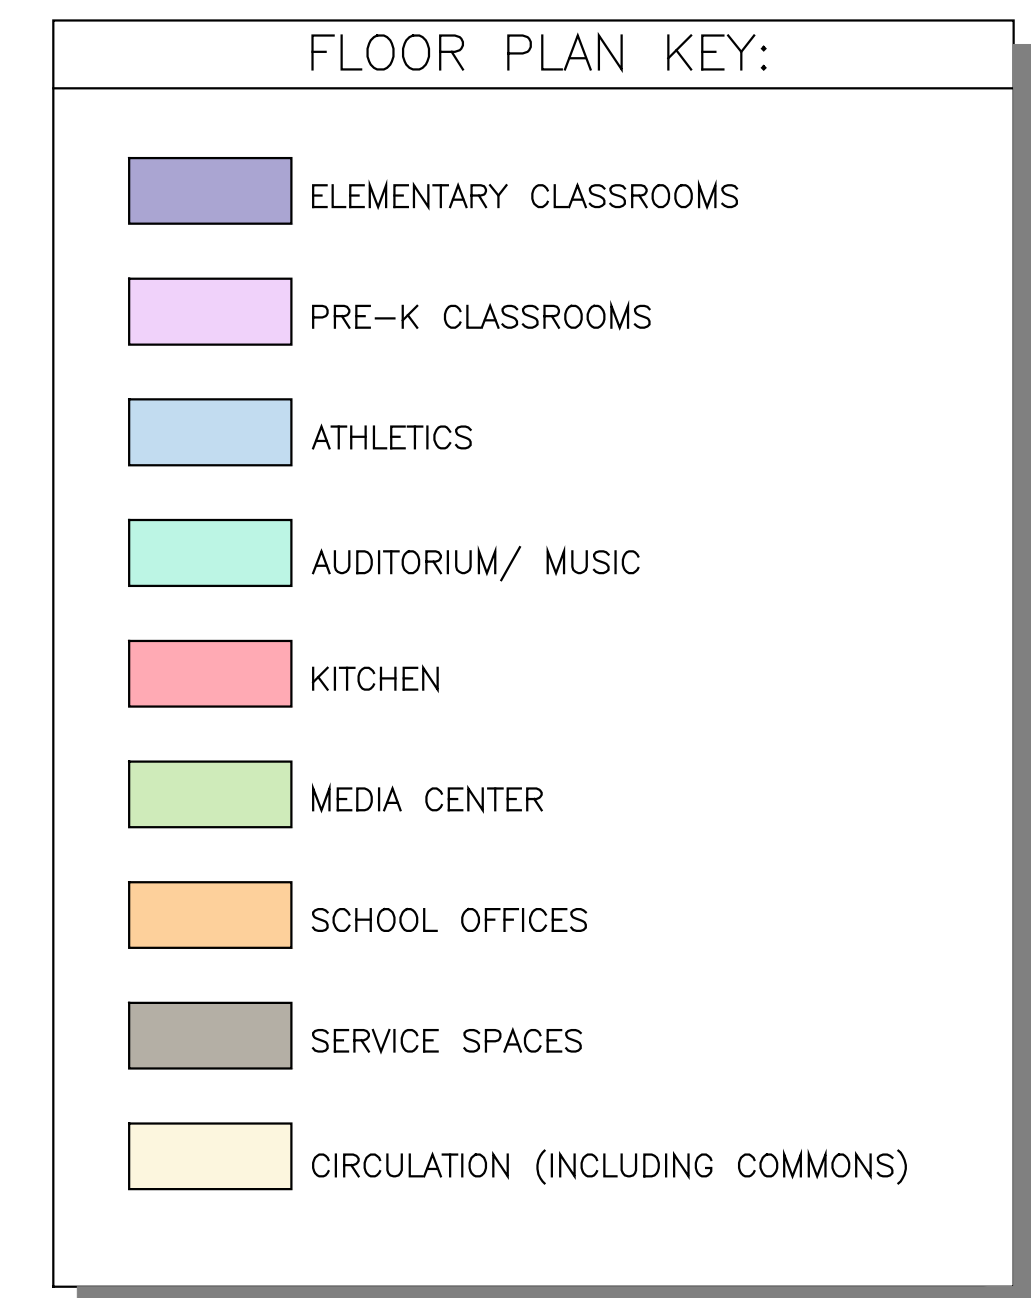 FLOOR PLAN KEY:
ELEMENTARY CLASSROOMS
PRE-K CLASSROOMS
ATHLETICS
AUDITORIUM/ MUSIC
KITCHEN
MEDIA CENTER
SCHOOL OFFICES
SERVICE SPACES
CIRCULATION (INCLUDING COMMONS)